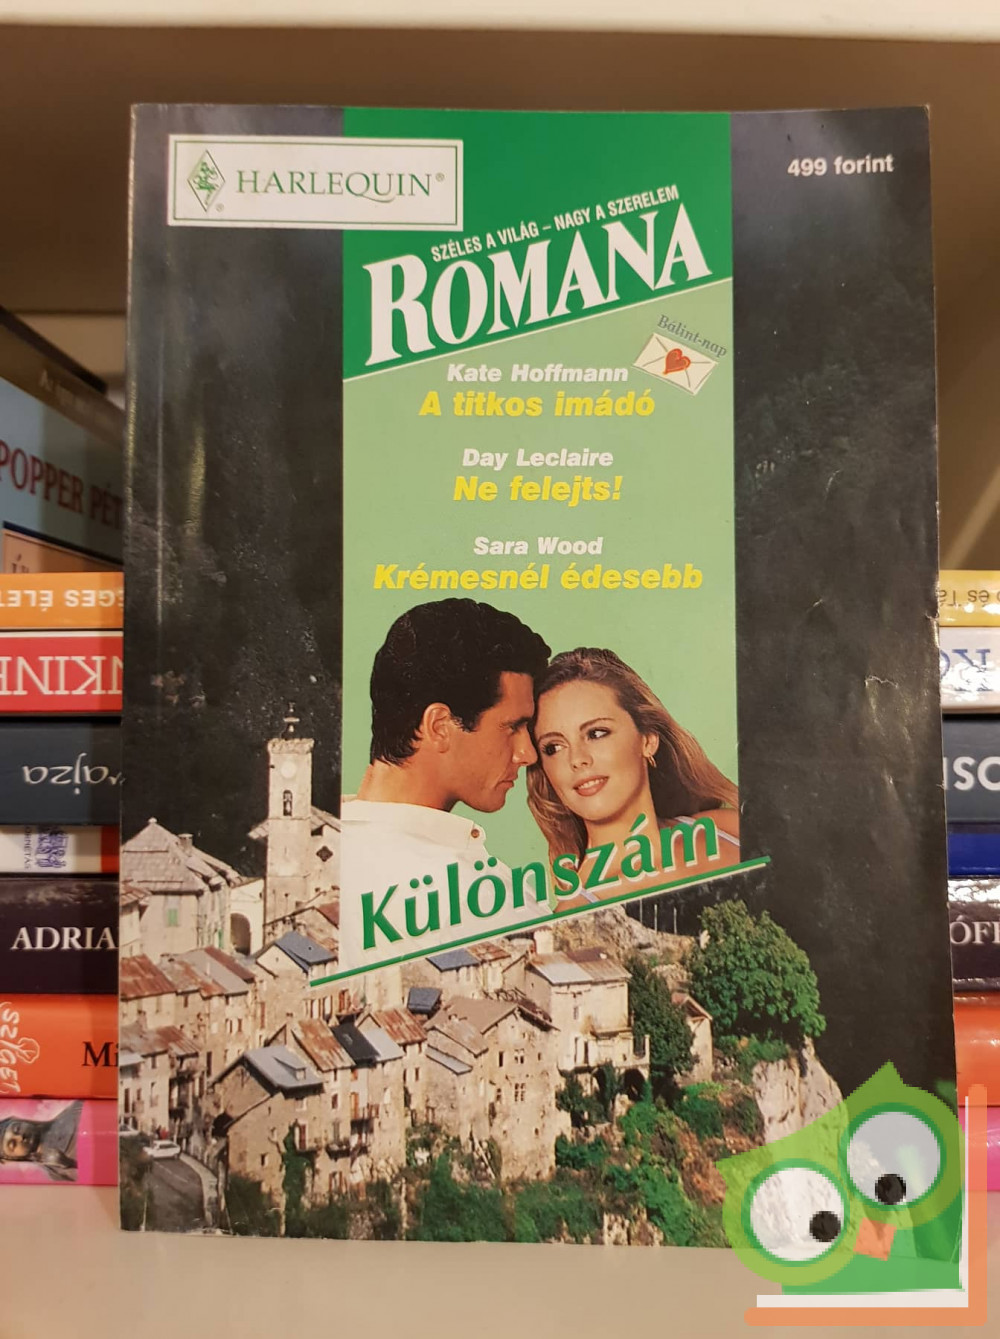 HARLEQUIN®
499 forint
SZÉLES A VILÁG – NAGY A SZERELEM
ROMANA
Bálint-nap
Kate Hoffmann
A titkos imádó
Day Leclaire
Ne felejts!
Sara Wood
Krémesnél édesebb
Különszám
POPPER PÉT
ADRIA
SZIGET